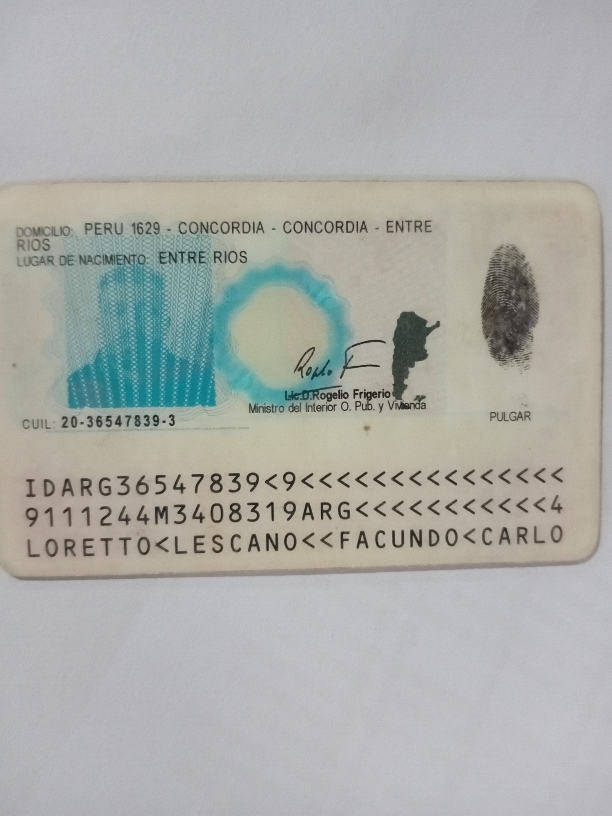 DOMICILIO: PERU 1629 - CONCORDIA - CONCORDIA - ENTRE
RIOS
LUGAR DE NACIMIENTO: ENTRE RIOS
Lic.D.Rogelio Frigerio
Ministro del Interior O. Pub. y Vivienda
CUIL: 20-36547839-3
PULGAR
IDARG36547839<9<<<<<<<<<<<<<<<
9111244M3408319ARG<<<<<<<<<<<4
LORETTO<LESCANO<<FACUNDO<CARLO